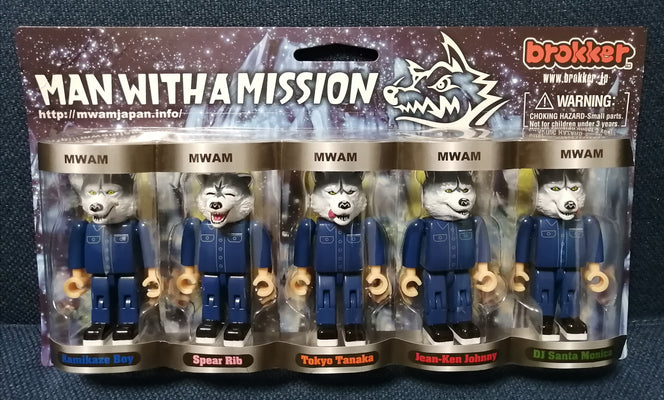 MAN WITH A MISSION
http://mwamjapan.info/
brokker
www.brokker.jp
WARNING:
CHOKING HAZARD-Small parts.
Not for children under 3 years.
MWAM
MWAM
MWAM
MWAM
MWAM
Kamikaze Boy
Spear Rib
Tokyo Tanaka
Jean-Ken Johnny
DJ Santa Monica